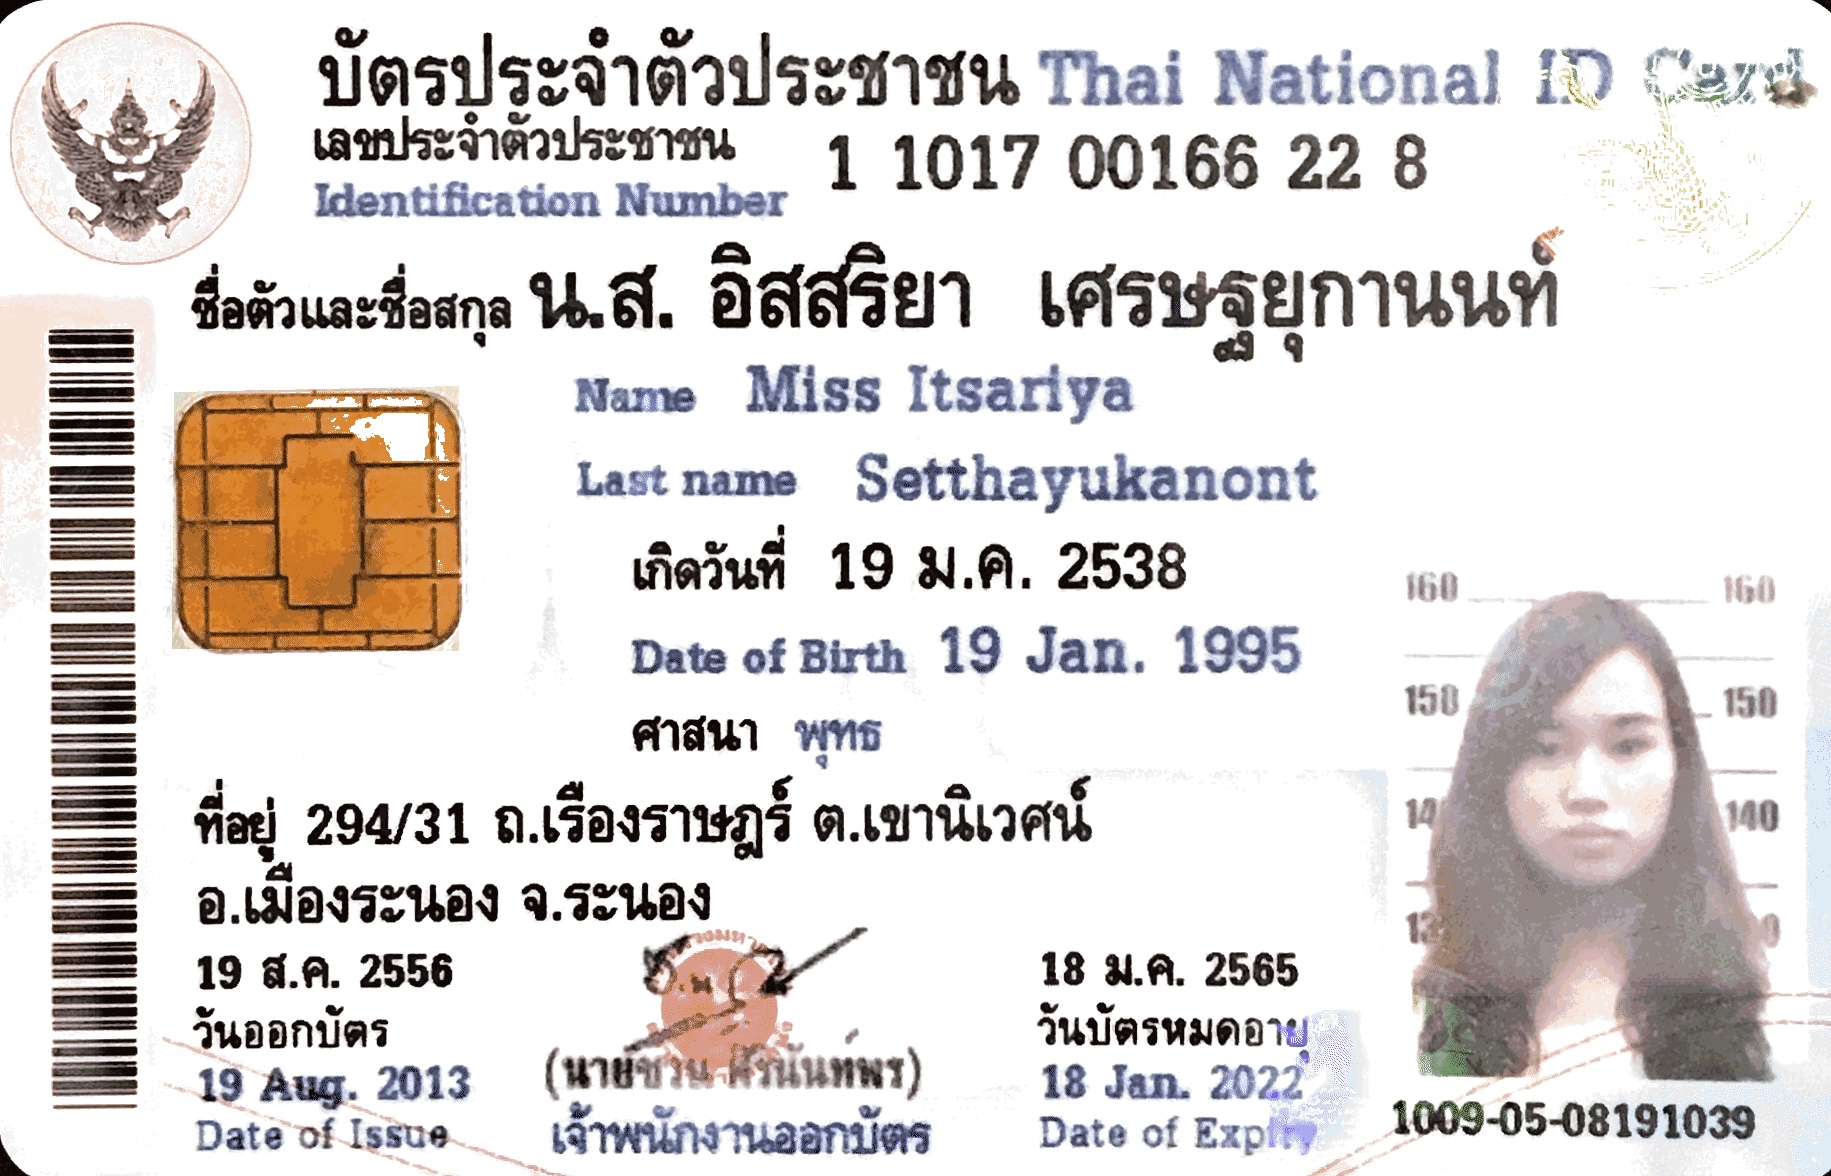 บัตรประจำตัวประชาชน Thai National ID Card
เลขประจำตัวประชาชน
Identification Number
1 1017 00166 22 8
ชื่อตัวและชื่อสกุล น.ส. อิสสริยา เศรษฐยุกานนท์
Name Miss Itsariya
Last name Setthayukanont
เกิดวันที่ 19 ม.ค. 2538
Date of Birth 19 Jan. 1995
ศาสนา พุทธ
ที่อยู่ 294/31 ถ.เรืองราษฎร์ ต.เขานิเวศน์
อ.เมืองระนอง จ.ระนอง
19 ส.ค. 2556
วันออกบัตร
19 Aug. 2013
Date of Issue
เจ้าพนักงานออกบัตร
18 ม.ค. 2565
วันบัตรหมดอายุ
18 Jan. 2022
Date of Expiry
160 160
150 150
140
1009-05-08191039